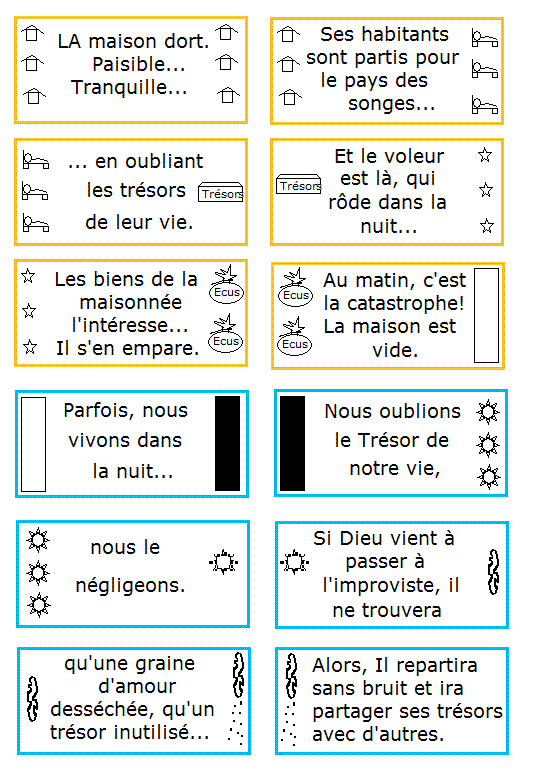 LA maison dort.
Paisible...
Tranquille...
Ses habitants
sont partis pour
le pays des
songes...
... en oubliant
les trésors
de leur vie.
Trésors
Trésors
Et le voleur
est là, qui
rôde dans la
nuit...
Les biens de la
maisonnée
l'intéresse...
Il s'en empare.
Ecus
Ecus
Ecus
Ecus
Au matin, c'est
la catastrophe!
La maison est
vide.
Parfois, nous
vivons dans
la nuit...
Nous oublions
le Trésor de
notre vie,
nous le
négligeons.
Si Dieu vient à
passer à
l'improviste, il
ne trouvera
qu'une graine
d'amour
desséchée, qu'un
trésor inutilisé...
Alors, Il repartira
sans bruit et ira
partager ses trésors
avec d'autres.